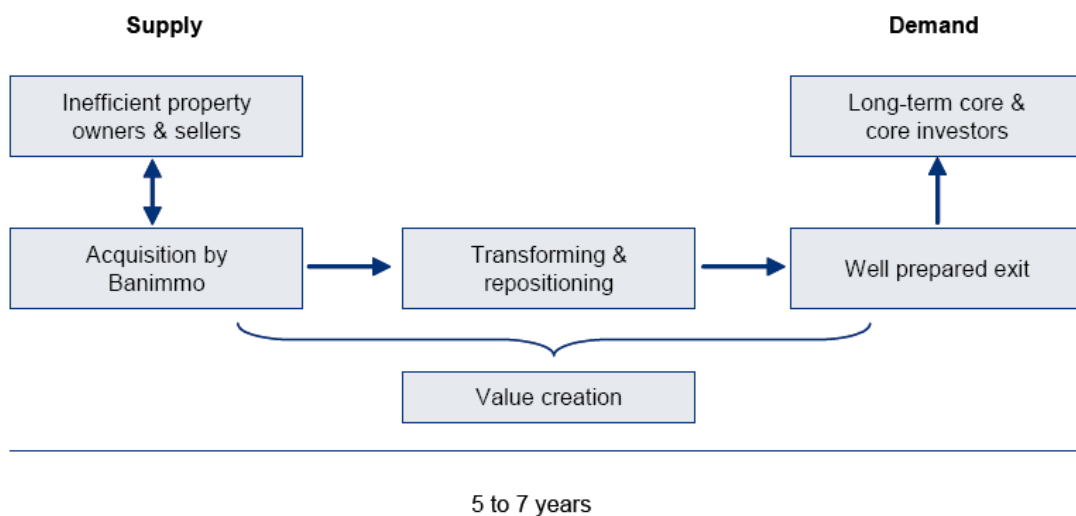 Supply
Demand
Inefficient property
owners & sellers
Long-term core &
core investors
Acquisition by
Banimmo
Transforming &
repositioning
Well prepared exit
Value creation
5 to 7 years